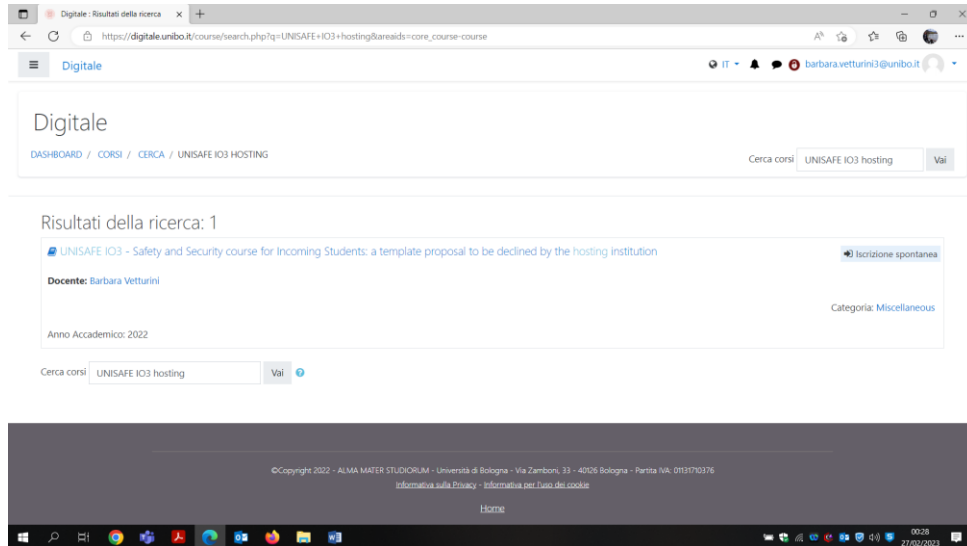 Digitale : Risultati della ricerca
https://digitale.unibo.it/course/search.php?q=UNISAFE+IO3+hosting&areaids=core_course-course
Digitale
IT
barbara.vetturini3@unibo.it
Digitale
DASHBOARD / CORSI / CERCA / UNISAFE IO3 HOSTING
Cerca corsi UNISAFE IO3 hosting Vai
Risultati della ricerca: 1
UNISAFE IO3 - Safety and Security course for Incoming Students: a template proposal to be declined by the hosting institution
Iscrizione spontanea
Docente: Barbara Vetturini
Categoria: Miscellaneous
Anno Accademico: 2022
Cerca corsi UNISAFE IO3 hosting Vai
©Copyright 2022 - ALMA MATER STUDIORUM - Università di Bologna - Via Zamboni, 33 - 40126 Bologna - Partita IVA: 01131710376
Informativa sulla Privacy - Informativa per l'uso dei cookie
Home
00:28
27/02/2023